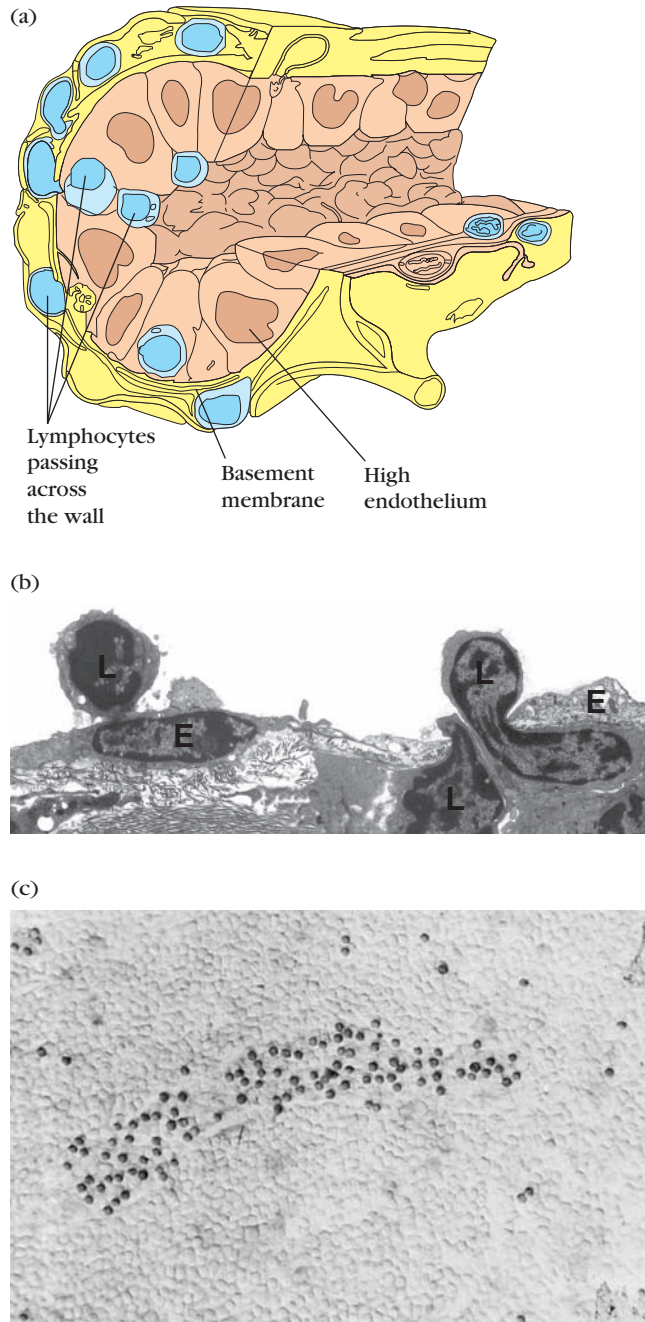 (a)
Lymphocytes
passing
across
the wall
Basement
membrane
High
endothelium
(b)
L
E
L
E
L
(c)